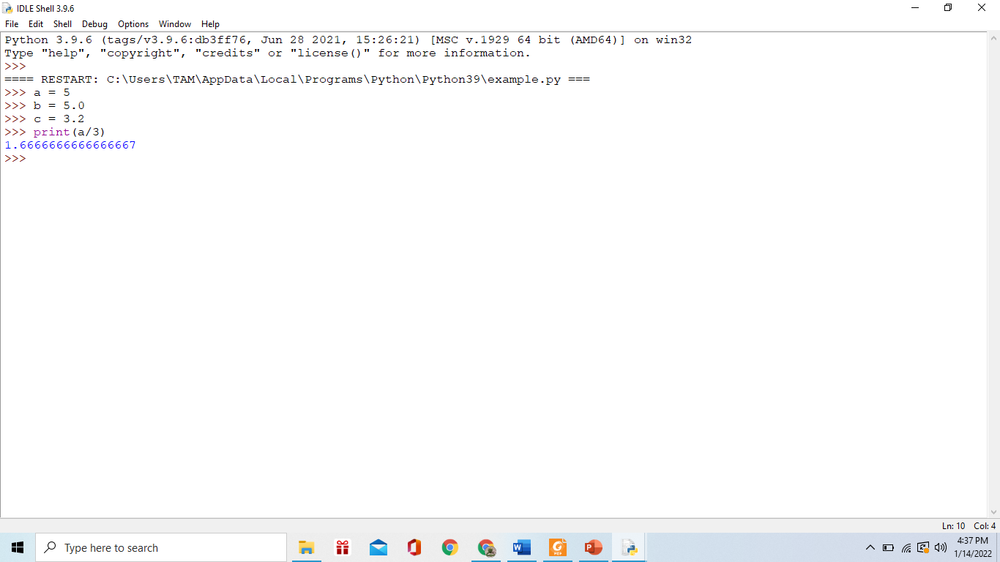 IDLE Shell 3.9.6
File Edit Shell Debug Options Window Help
Python 3.9.6 (tags/v3.9.6:db3ff76, Jun 28 2021, 15:26:21) [MSC v.1929 64 bit (AMD64)] on win32
Type "help", "copyright", "credits" or "license()" for more information.
>>>
==== RESTART: C:\Users\TAM\AppData\Local\Programs\Python\Python39\example.py ===
>>> a = 5
>>> b = 5.0
>>> c = 3.2
>>> print(a/3)
1.6666666666666667
>>>
Ln: 10 Col: 4
Type here to search
4:37 PM
1/14/2022